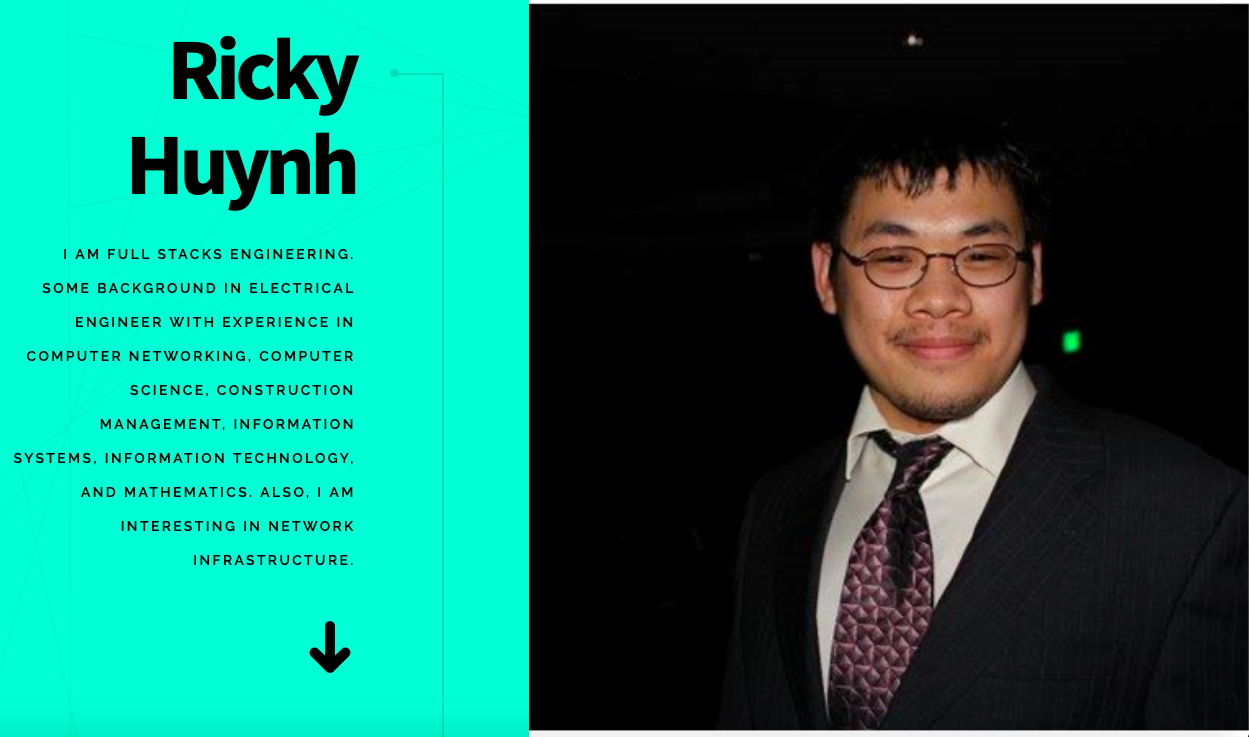 Ricky
Huynh
I AM FULL STACKS ENGINEERING.
SOME BACKGROUND IN ELECTRICAL
ENGINEER WITH EXPERIENCE IN
COMPUTER NETWORKING, COMPUTER
SCIENCE, CONSTRUCTION
MANAGEMENT, INFORMATION
SYSTEMS, INFORMATION TECHNOLOGY,
AND MATHEMATICS. ALSO, I AM
INTERESTING IN NETWORK
INFRASTRUCTURE.